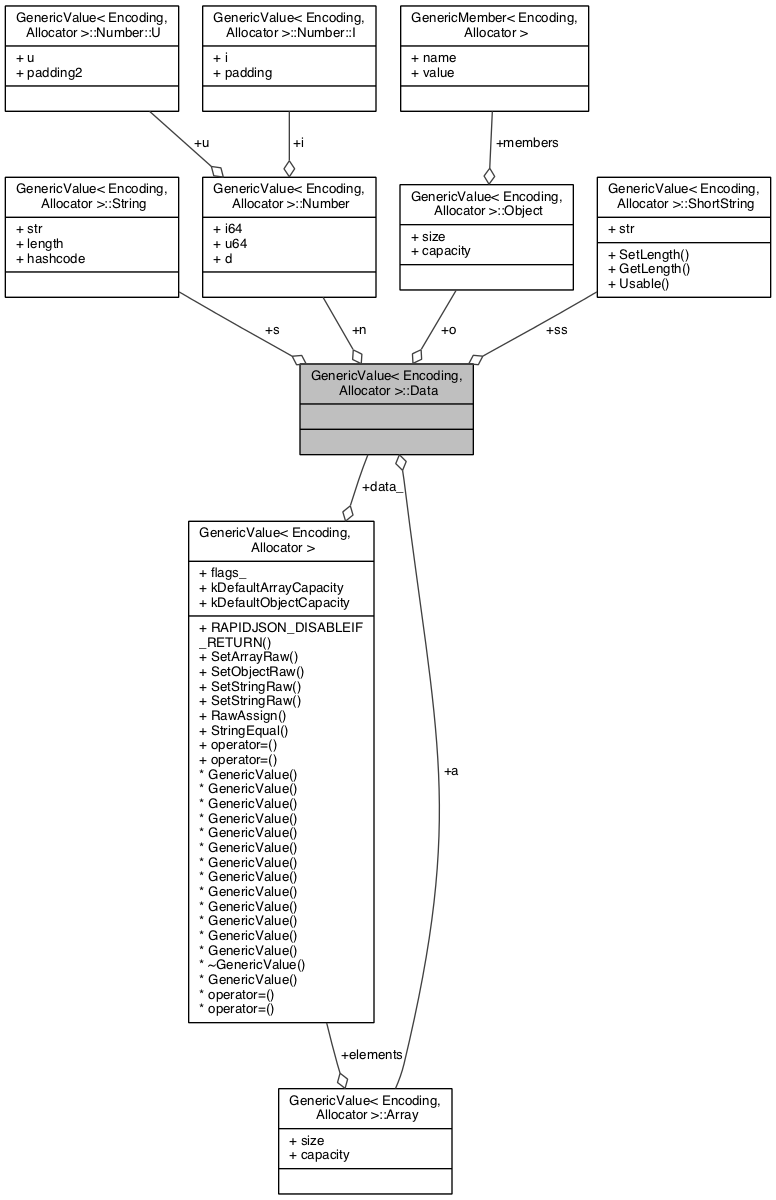 GenericValue< Encoding,
Allocator >::Number::U
+ u
+ padding2
GenericValue< Encoding,
Allocator >::Number::I
+ i
+ padding
GenericMember< Encoding,
Allocator >
+ name
+ value
+u
+i
+members
GenericValue< Encoding,
Allocator >::String
+ str
+ length
+ hashcode
GenericValue< Encoding,
Allocator >::Number
+ i64
+ u64
+ d
GenericValue< Encoding,
Allocator >::Object
+ size
+ capacity
GenericValue< Encoding,
Allocator >::ShortString
+ str
+ SetLength()
+ GetLength()
+ Usable()
+s
+n
+o
+ss
GenericValue< Encoding,
Allocator >::Data
+data_
GenericValue< Encoding,
Allocator >
+ flags_
+ kDefaultArrayCapacity
+ kDefaultObjectCapacity
+ RAPIDJSON_DISABLEIF
_RETURN()
+ SetArrayRaw()
+ SetObjectRaw()
+ SetStringRaw()
+ SetStringRaw()
+ RawAssign()
+ StringEqual()
+ operator=()
+ operator=()
* GenericValue()
* GenericValue()
* GenericValue()
* GenericValue()
* GenericValue()
* GenericValue()
* GenericValue()
* GenericValue()
* GenericValue()
* GenericValue()
* GenericValue()
* GenericValue()
* GenericValue()
* ~GenericValue()
* GenericValue()
* operator=()
* operator=()
+a
+elements
GenericValue< Encoding,
Allocator >::Array
+ size
+ capacity